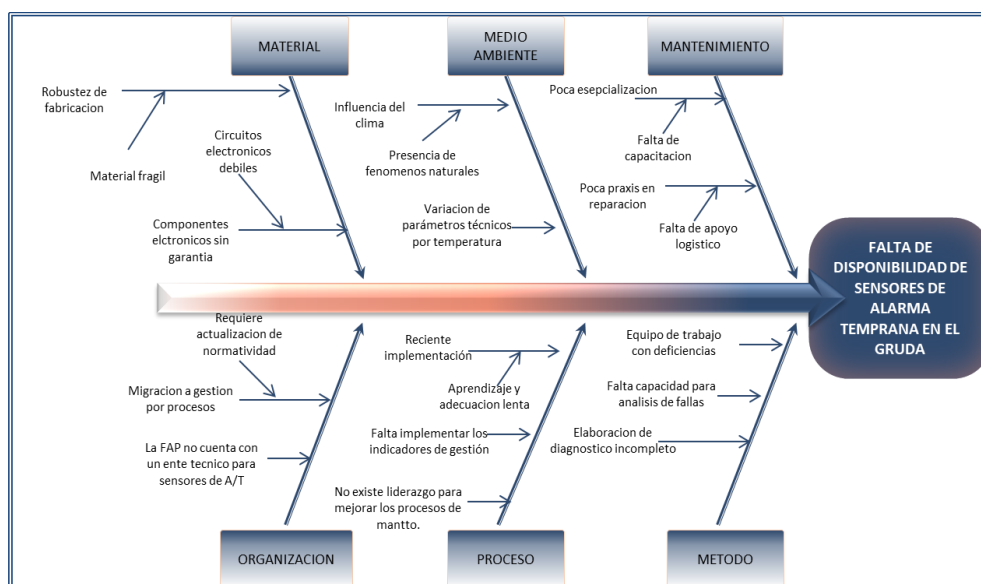 MATERIAL
MEDIO
AMBIENTE
MANTENIMIENTO
Robustez de
fabricacion
Material fragil
Circuitos
electronicos
debiles
Componentes
elctronicos sin
garantia
Influencia del
clima
Presencia de
fenomenos naturales
Variacion de
parámetros técnicos
por temperatura
Poca esepcializacion
Falta de
capacitacion
Poca praxis en
reparacion
Falta de apoyo
logistico
FALTA DE
DISPONIBILIDAD DE
SENSORES DE
ALARMA
TEMPRANA EN EL
GRUDA
Requiere
actualizacion de
normatividad
Migracion a gestion
por procesos
La FAP no cuenta con
un ente tecnico para
sensores de A/T
Reciente
implementación
Aprendizaje y
adecuacion lenta
Falta implementar los
indicadores de gestión
No existe liderazgo para
mejorar los procesos de
mantto.
Equipo de trabajo
con deficiencias
Falta capacidad para
analisis de fallas
Elaboracion de
diagnostico incompleto
ORGANIZACION
PROCESO
METODO